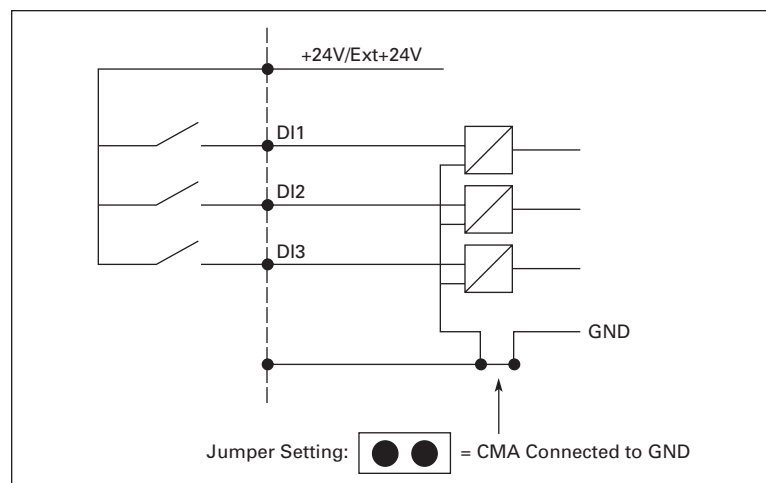 +24V/Ext+24V
DI1
DI2
DI3
GND
Jumper Setting: = CMA Connected to GND